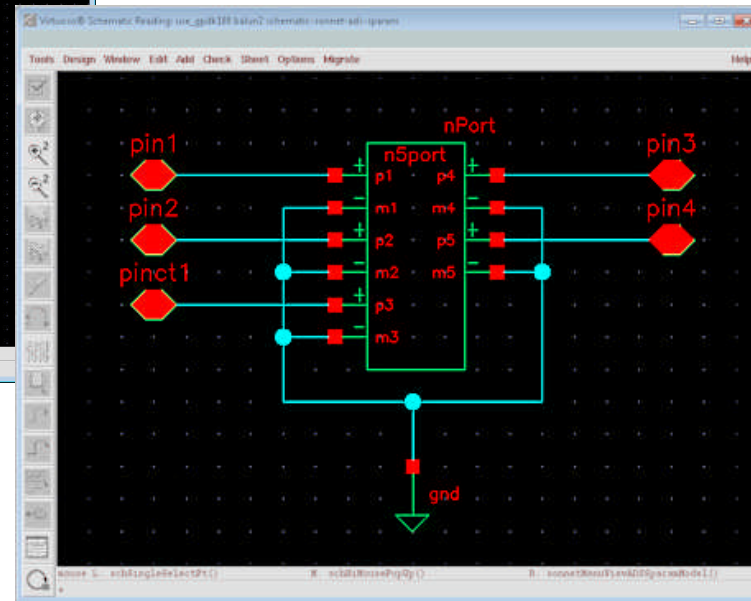 Virtuoso® Schematic Reading: use_gpdk180 balun2 schematic-sonnet-ads-sparam
Tools Design Window Edit Add Check Sheet Options Migrate Help
nPort
pin1 n5port pin3
p1 p4
pin2 m1 m4 pin4
p2 p5
pinct1 m2 m5
p3
m3
gnd
mouse L: schSingleSelectPt() M: schHiMousePopUp() R: